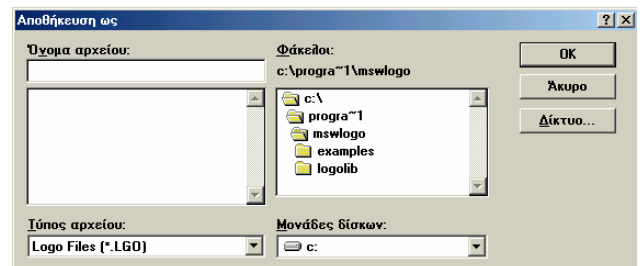 Αποθήκευση ως
Όνομα αρχείου:
Φάκελοι:
c:\progra~1\mswlogo
c:\
progra~1
mswlogo
examples
logolib
Τύπος αρχείου:
Logo Files (*.LGO)
Μονάδες δίσκων:
c:
OK
Άκυρο
Δίκτυο...